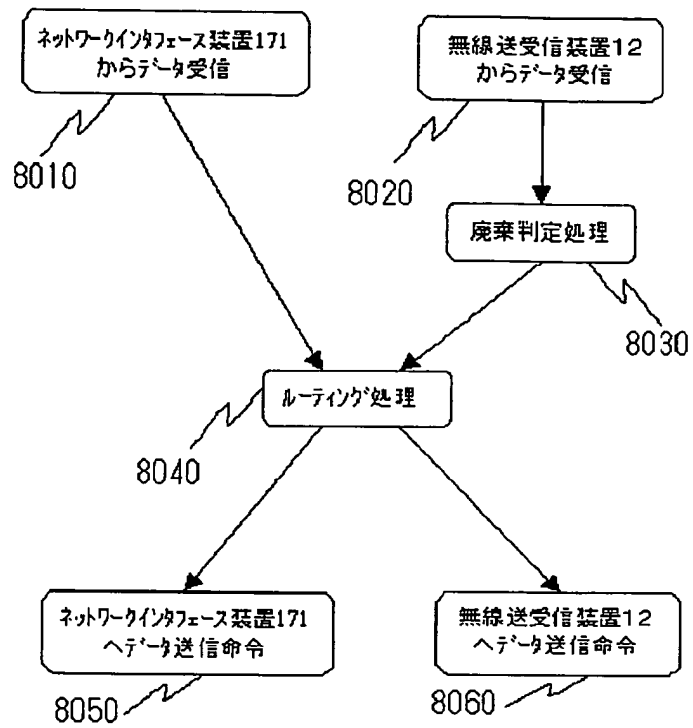 ネットワークインタフェース装置171
からデータ受信
無線送受信装置12
からデータ受信
8010
8020
廃棄判定処理
8030
ルーティング処理
8040
ネットワークインタフェース装置171
へデータ送信命令
無線送受信装置12
へデータ送信命令
8050
8060